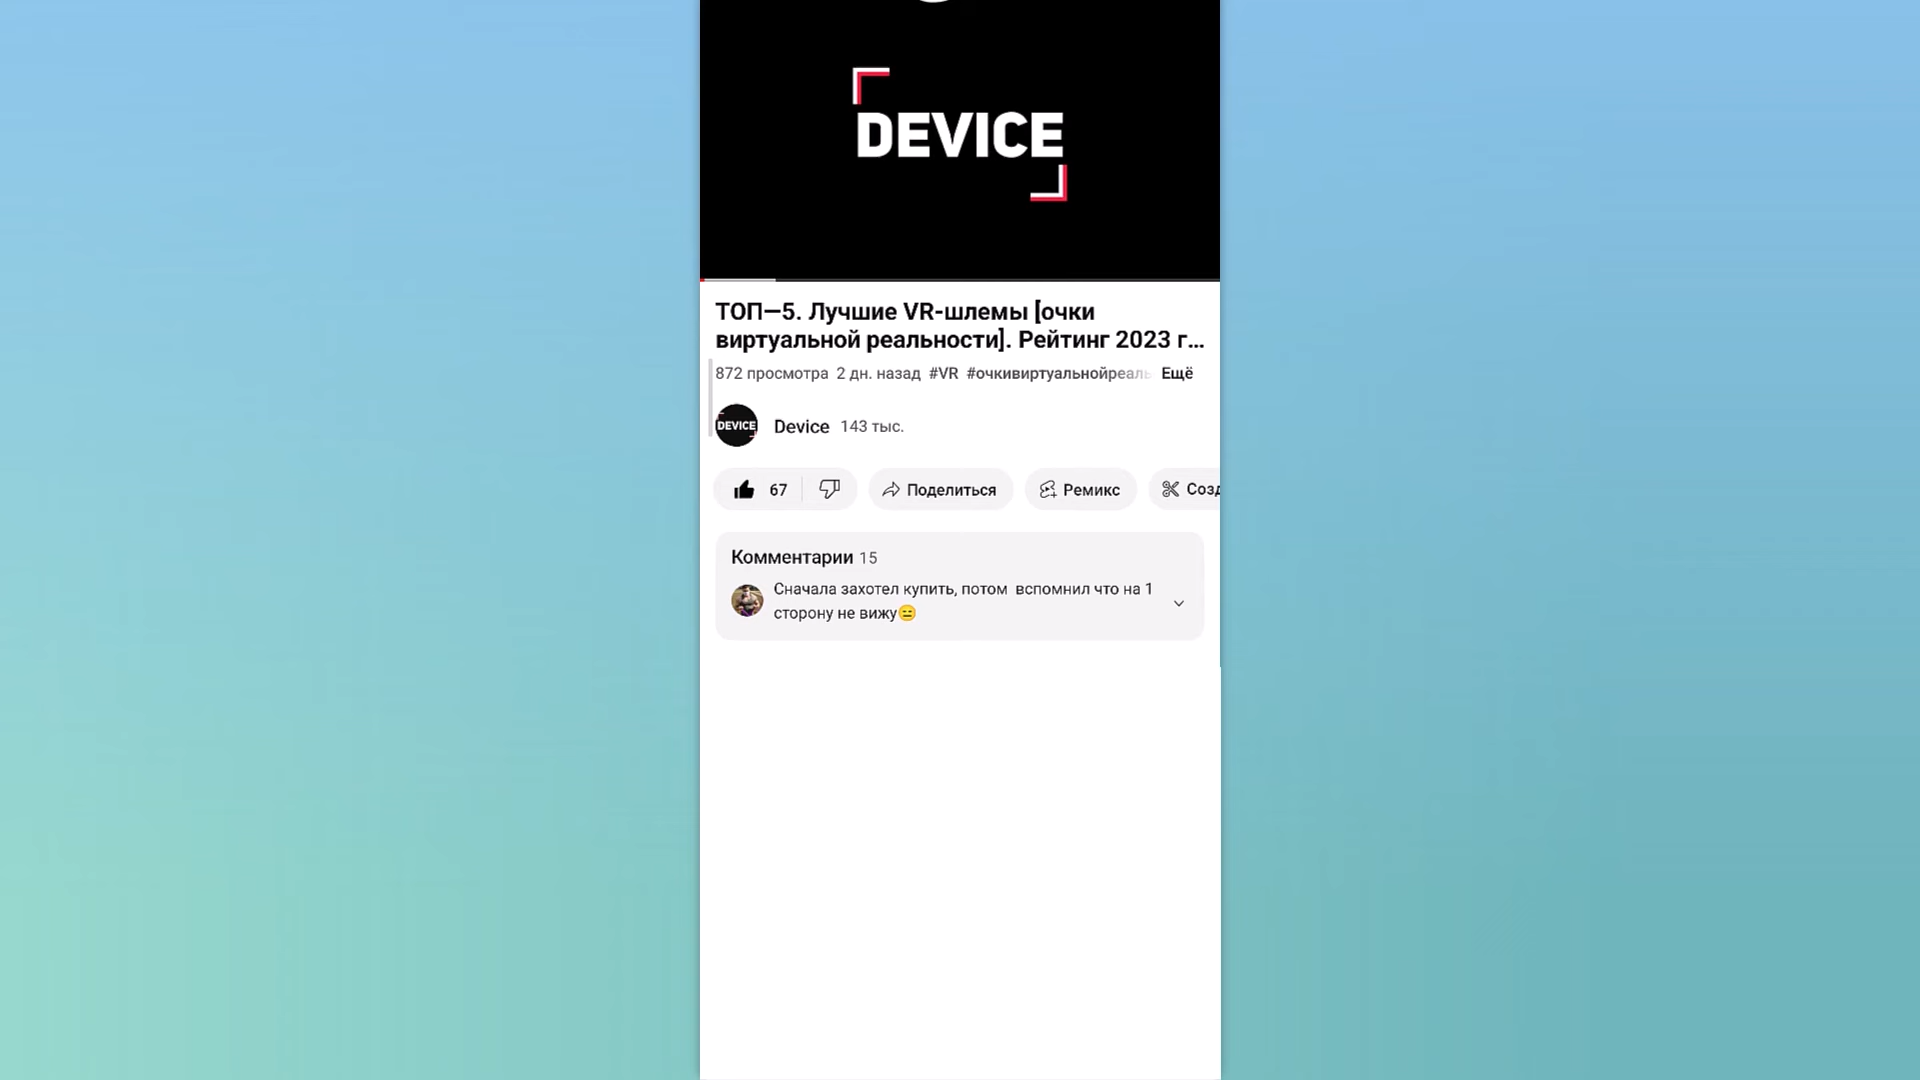 DEVICE
ТОП—5. Лучшие VR-шлемы [очки
виртуальной реальности]. Рейтинг 2023 г...
872 просмотра 2 дн. назад #VR #очкивиртуальнойреаль Ещё
DEVICE
Device 143 тыс.
67 Поделиться Ремикс Созд
Комментарии 15
Сначала захотел купить, потом вспомнил что на 1
сторону не вижу😑